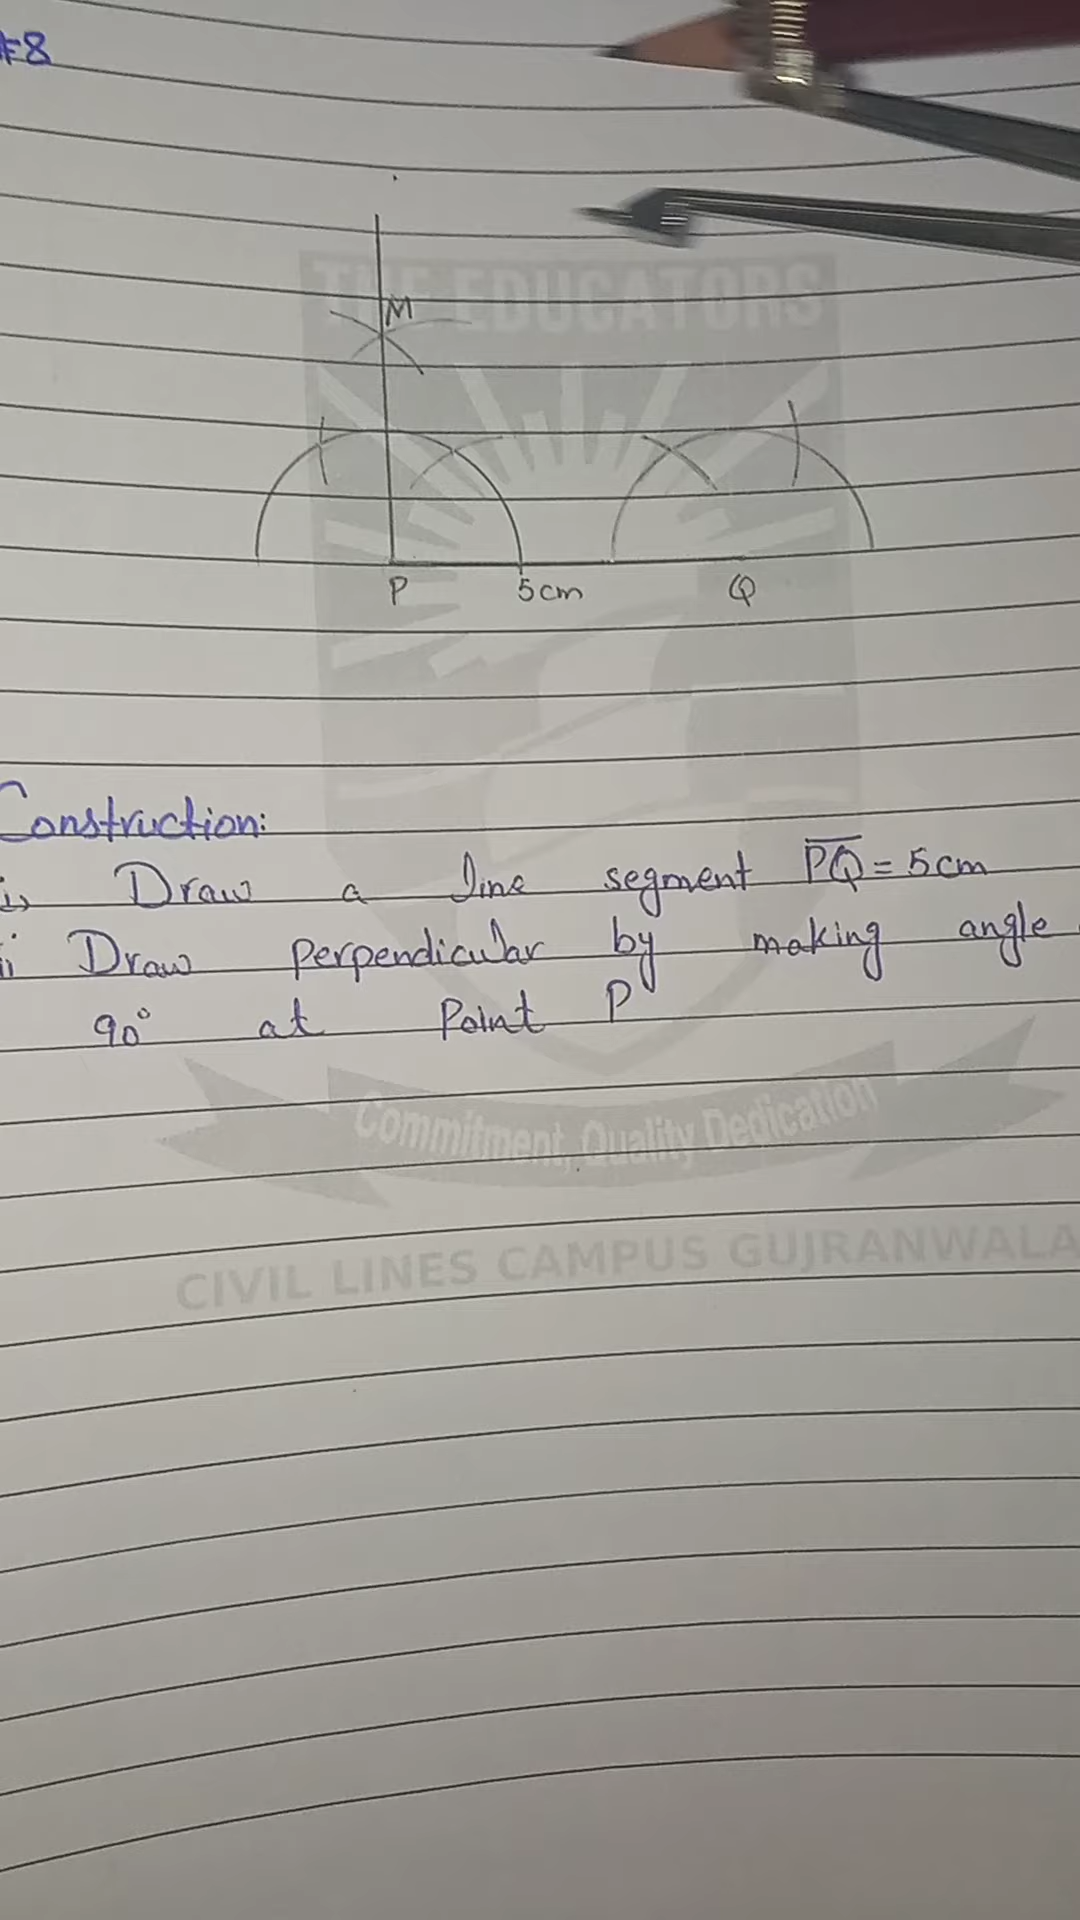 #8
THE EDUCATORS
M
P 5cm Q
Construction:
i, Draw a line segment PQ = 5cm
ii Draw perpendicular by making angle
90° at Point P
Commitment, Quality Dedication
CIVIL LINES CAMPUS GUJRANWALA